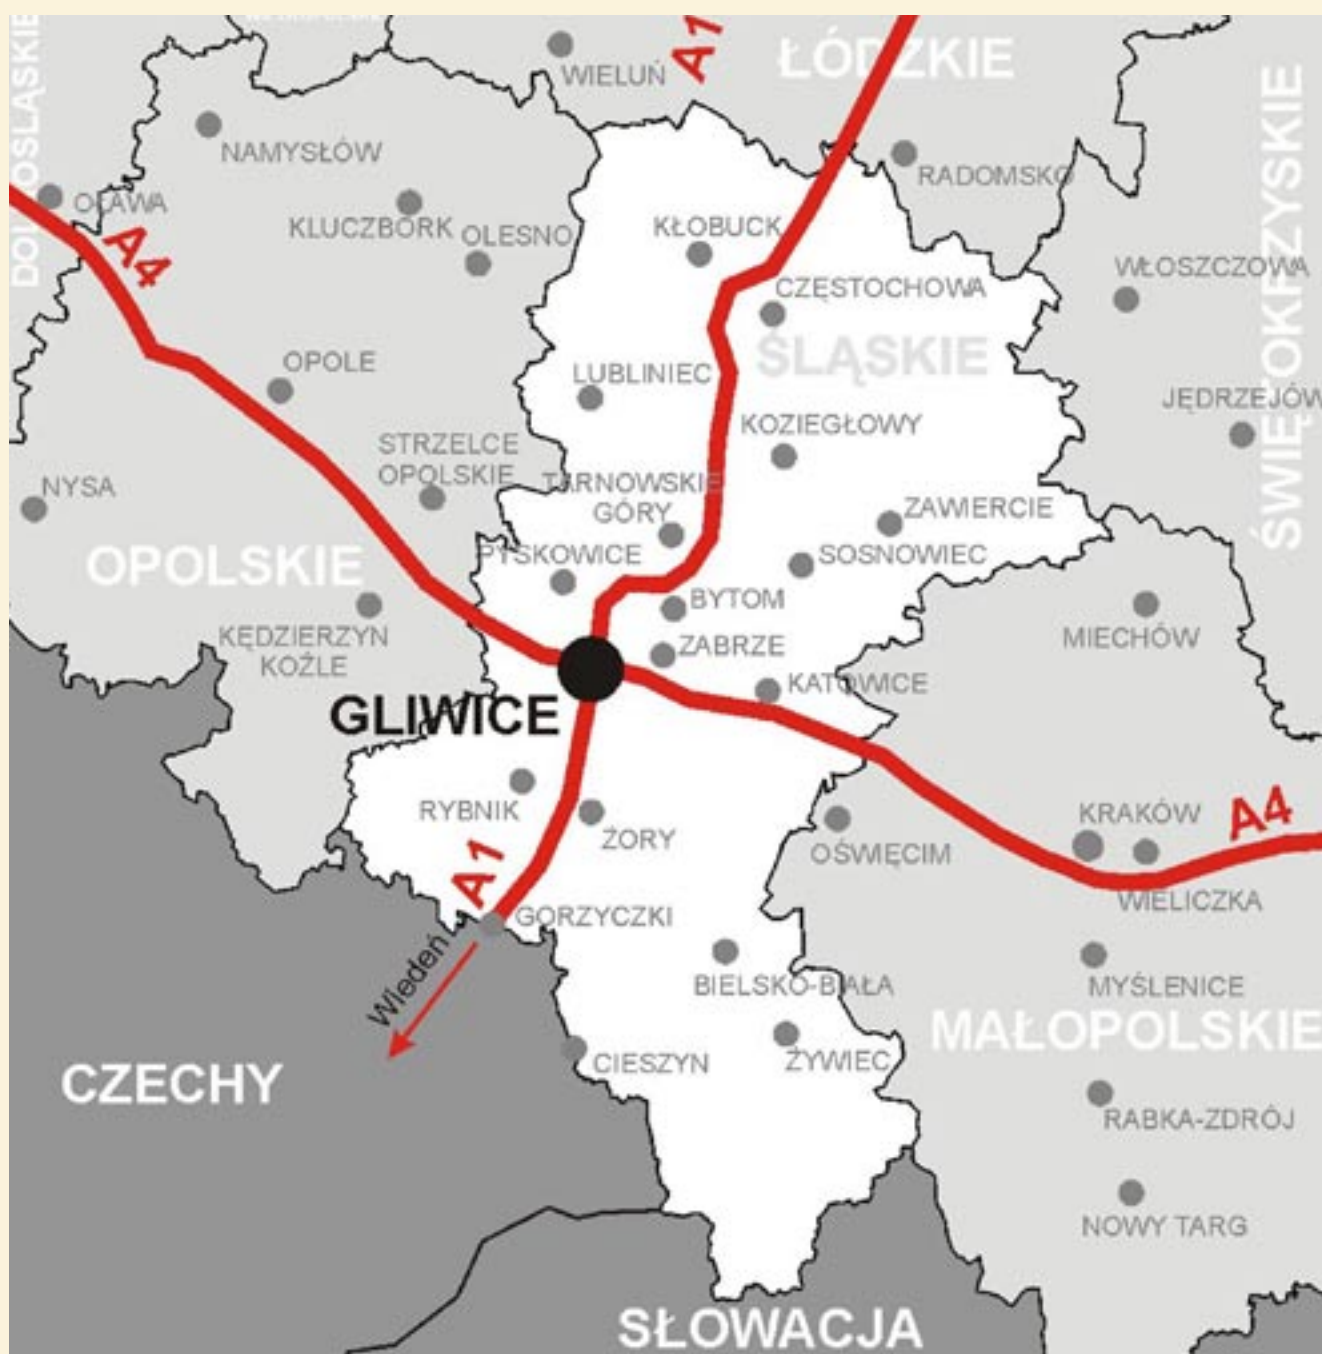 A1
ŁÓDZKIE
WIELUŃ
DOLNOŚLĄSKIE
ŚWIĘTOKRZYSKIE
NAMYSŁÓW
RADOMSKO
OŁAWA
A4
KLUCZBORK
OLESNO
KŁOBUCK
WŁOSZCZOWA
CZĘSTOCHOWA
ŚLĄSKIE
OPOLE
LUBLINIEC
JĘDRZEJÓW
KOZIEGŁOWY
STRZELCE
OPOLSKIE
NYSA
TARNOWSKIE
GÓRY
ZAWIERCIE
OPOLSKIE
PYSKOWICE
SOSNOWIEC
BYTOM
KĘDZIERZYN
KOŹLE
ZABRZE
MIECHÓW
KATOWICE
GLIWICE
RYBNIK
ŻORY
KRAKÓW
A4
OŚWIĘCIM
A1
WIELICZKA
GORZYCZKI
Wiedeń
BIELSKO-BIAŁA
MYŚLENICE
MAŁOPOLSKIE
CZECHY
CIESZYN
ŻYWIEC
RABKA-ZDRÓJ
NOWY TARG
SŁOWACJA